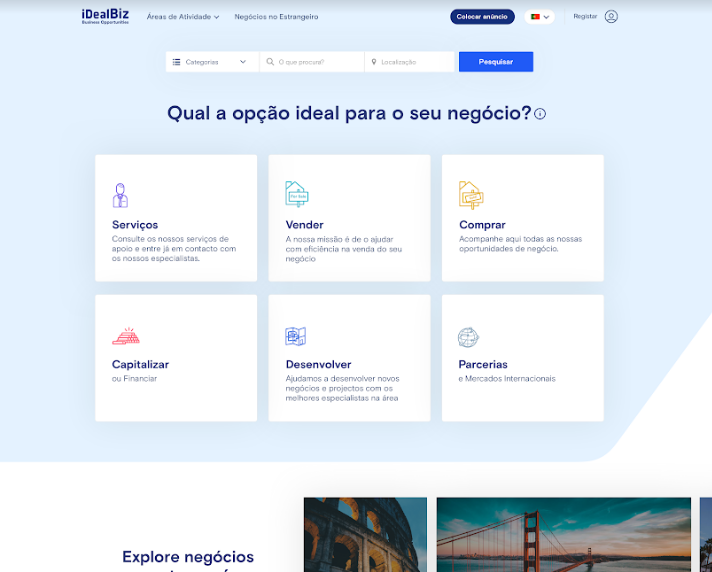 iDealBiz
Business Opportunities
Áreas de Atividade
Negócios no Estrangeiro
Colocar anúncio
Registar
Categorias
O que procura?
Localização
Pesquisar
Qual a opção ideal para o seu negócio?
Serviços
Consulte os nossos serviços de
apoio e entre já em contacto com
os nossos especialistas.
Vender
A nossa missão é de o ajudar
com eficiência na venda do seu
negócio
Comprar
Acompanhe aqui todas as nossas
oportunidades de negócio.
Capitalizar
ou Financiar
Desenvolver
Ajudamos a desenvolver novos
negócios e projectos com os
melhores especialistas na área
Parcerias
e Mercados Internacionais
Explore negócios